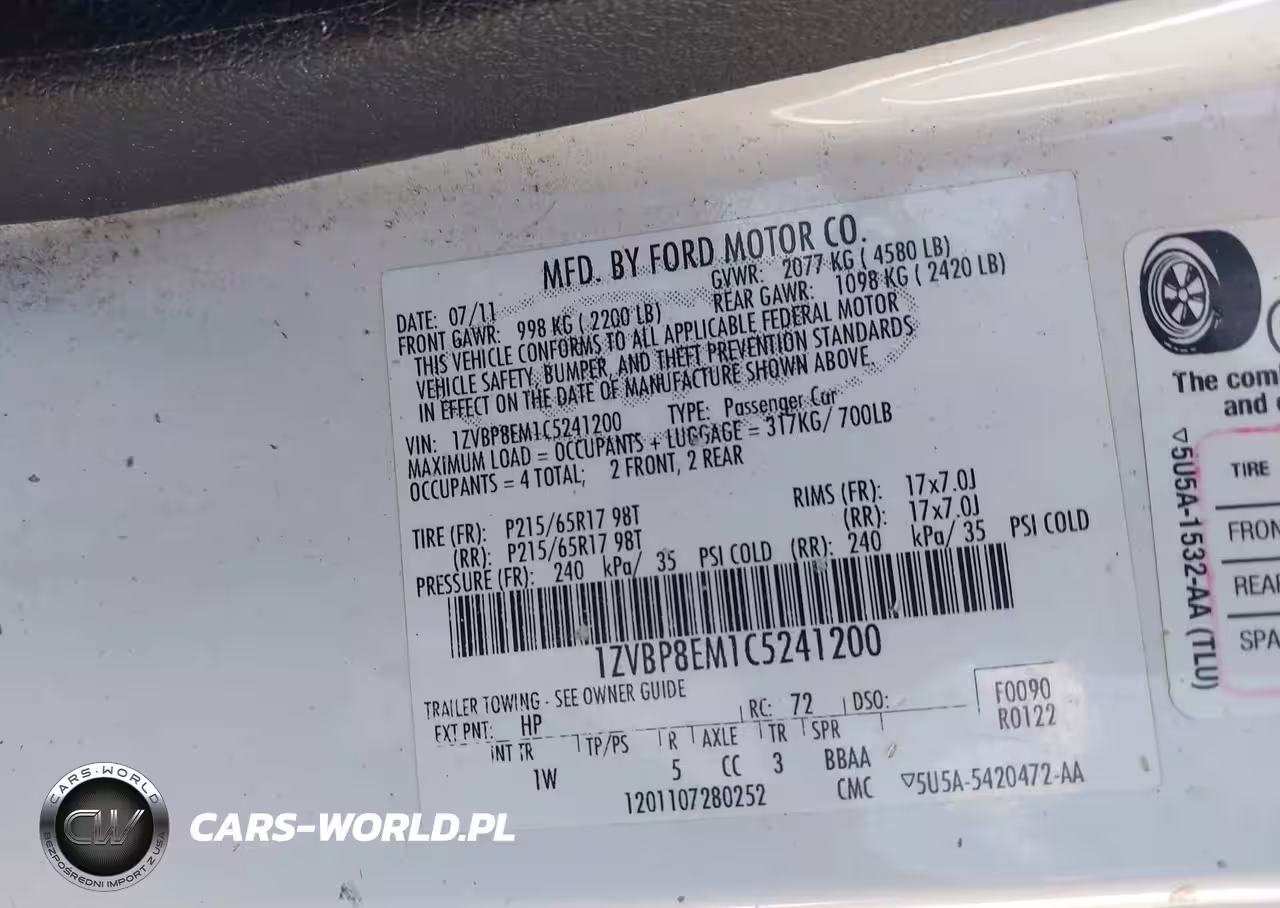 MFD. BY FORD MOTOR CO.
DATE: 07/11 GVWR: 2077 KG ( 4580 LB)
FRONT GAWR: 998 KG ( 2200 LB) REAR GAWR: 1098 KG ( 2420 LB)
THIS VEHICLE CONFORMS TO ALL APPLICABLE FEDERAL MOTOR
VEHICLE SAFETY, BUMPER, AND THEFT PREVENTION STANDARDS
IN EFFECT ON THE DATE OF MANUFACTURE SHOWN ABOVE.
VIN: 1ZVBP8EM1C5241200 TYPE: Passenger Car
MAXIMUM LOAD = OCCUPANTS + LUGGAGE = 317KG/ 700LB
OCCUPANTS = 4 TOTAL; 2 FRONT, 2 REAR
TIRE (FR): P215/65R17 98T RIMS (FR): 17x7.0J
(RR): P215/65R17 98T (RR): 17x7.0J
PRESSURE (FR): 240 kPa/ 35 PSI COLD (RR): 240 kPa/ 35 PSI COLD
1ZVBP8EM1C5241200
TRAILER TOWING - SEE OWNER GUIDE
EXT PNT: HP RC: 72 DSO:
F0090
R0122
INT TR TP/PS R AXLE TR SPR
1W 5 CC 3 BBAA
1201107280252 CMC ▽5U5A-5420472-AA
The com
and
▽5U5A-1532-AA (TLU)
TIRE
FRON
REA
SPA
CARS-WORLD
CW
BEZPOŚREDNI IMPORT Z USA
CARS-WORLD.PL